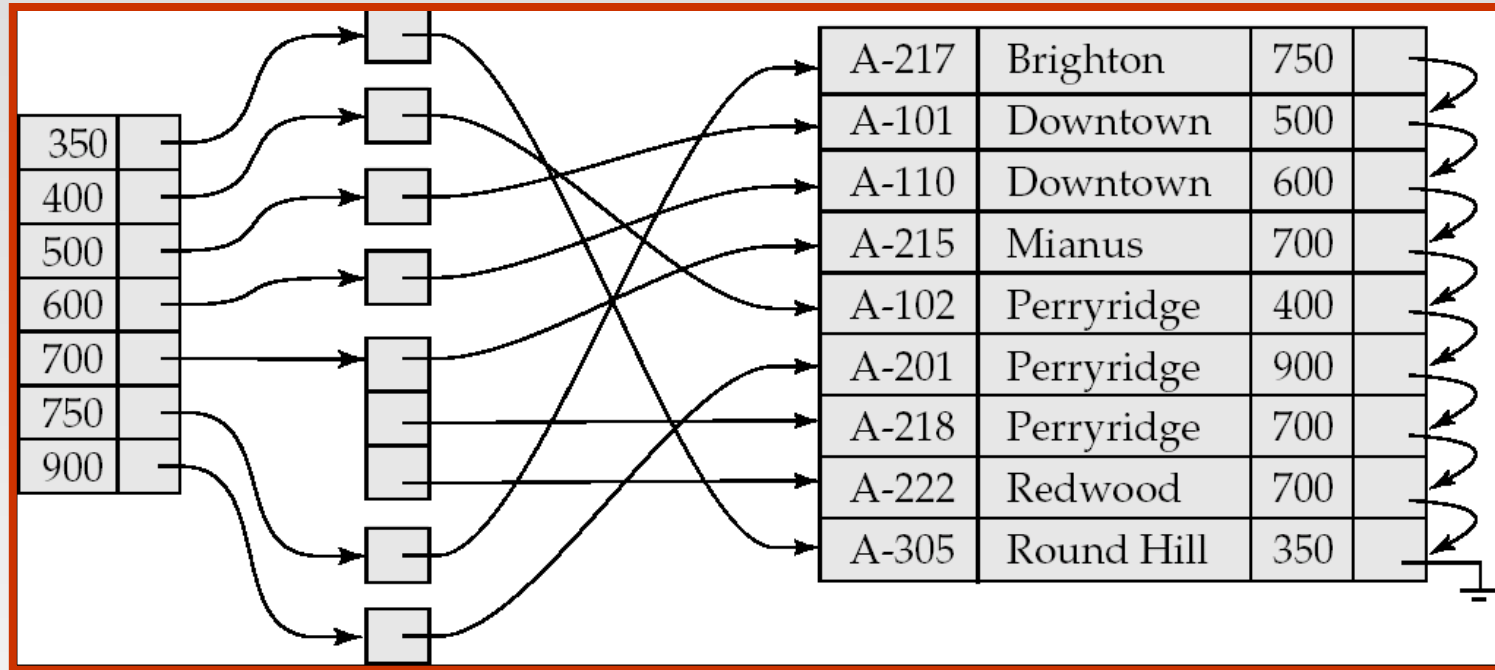 350
400
500
600
700
750
900
A-217 Brighton 750
A-101 Downtown 500
A-110 Downtown 600
A-215 Mianus 700
A-102 Perryridge 400
A-201 Perryridge 900
A-218 Perryridge 700
A-222 Redwood 700
A-305 Round Hill 350